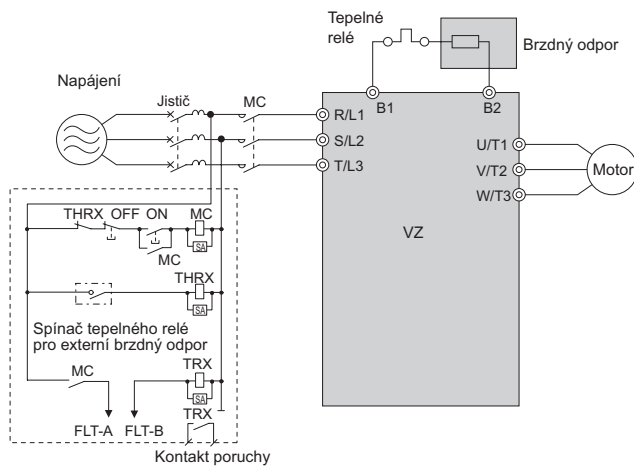 Tepelné
relé
Brzdný odpor
Napájení
Jistič
MC
B1
B2
R/L1
S/L2
T/L3
U/T1
V/T2
W/T3
Motor
VZ
THRX
OFF
ON
MC
SA
MC
THRX
SA
Spínač tepelného relé
pro externí brzdný odpor
MC
TRX
SA
TRX
FLT-A
FLT-B
Kontakt poruchy